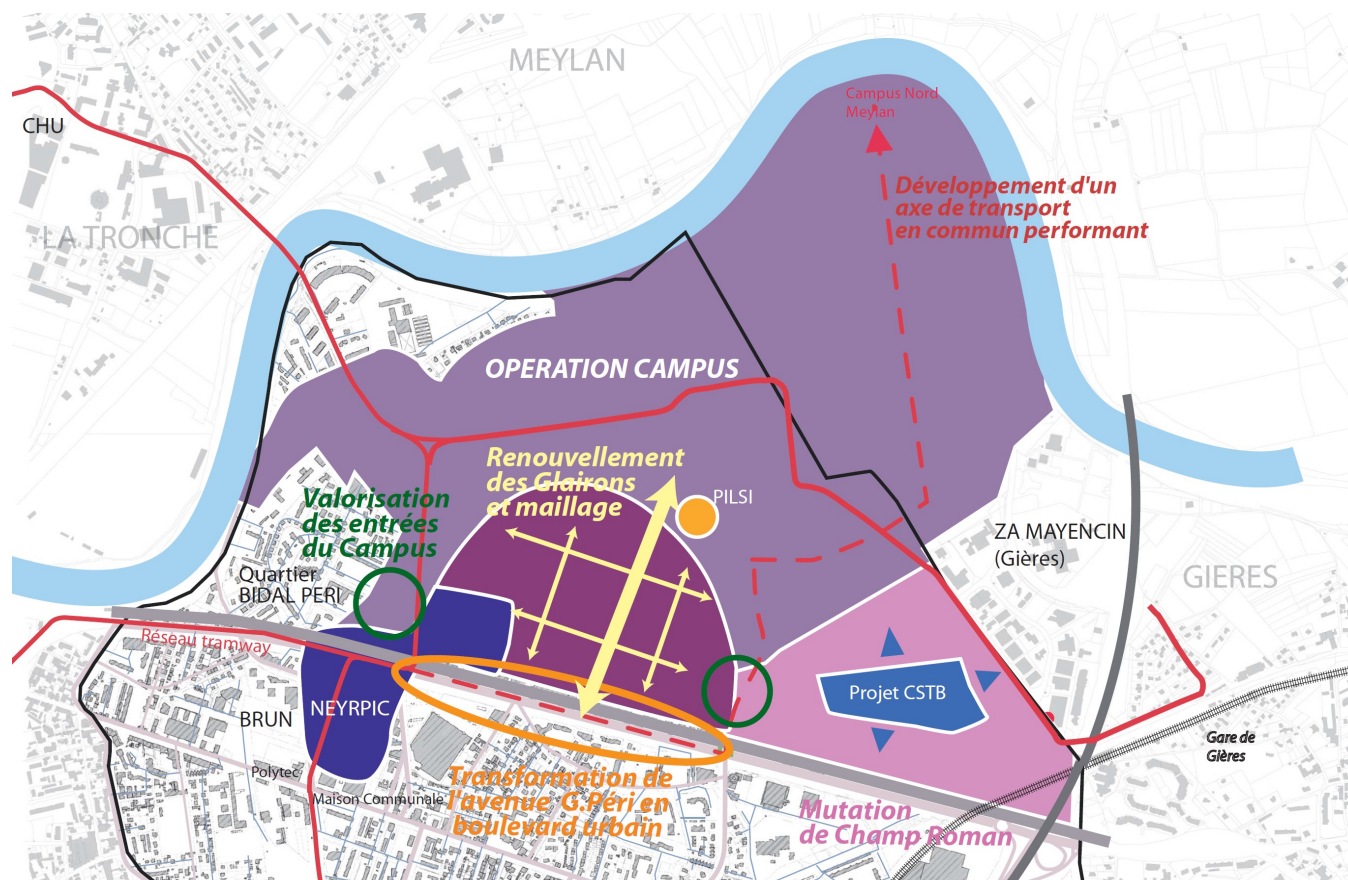 MEYLAN
Campus Nord
Meylan
CHU
Développement d'un
axe de transport
en commun performant
LA TRONCHE
OPERATION CAMPUS
Renouvellement
des Glairons
et maillage
PILSI
Valorisation
des entrées
du Campus
ZA MAYENCIN
(Gières)
GIERES
Quartier
BIDAL PERI
Réseau tramway
Projet CSTB
NEYRPIC
BRUN
Gare de
Gières
Polytec
Maison Communale
Transformation de
l'avenue G.Péri en
boulevard urbain
Mutation
de Champ Roman